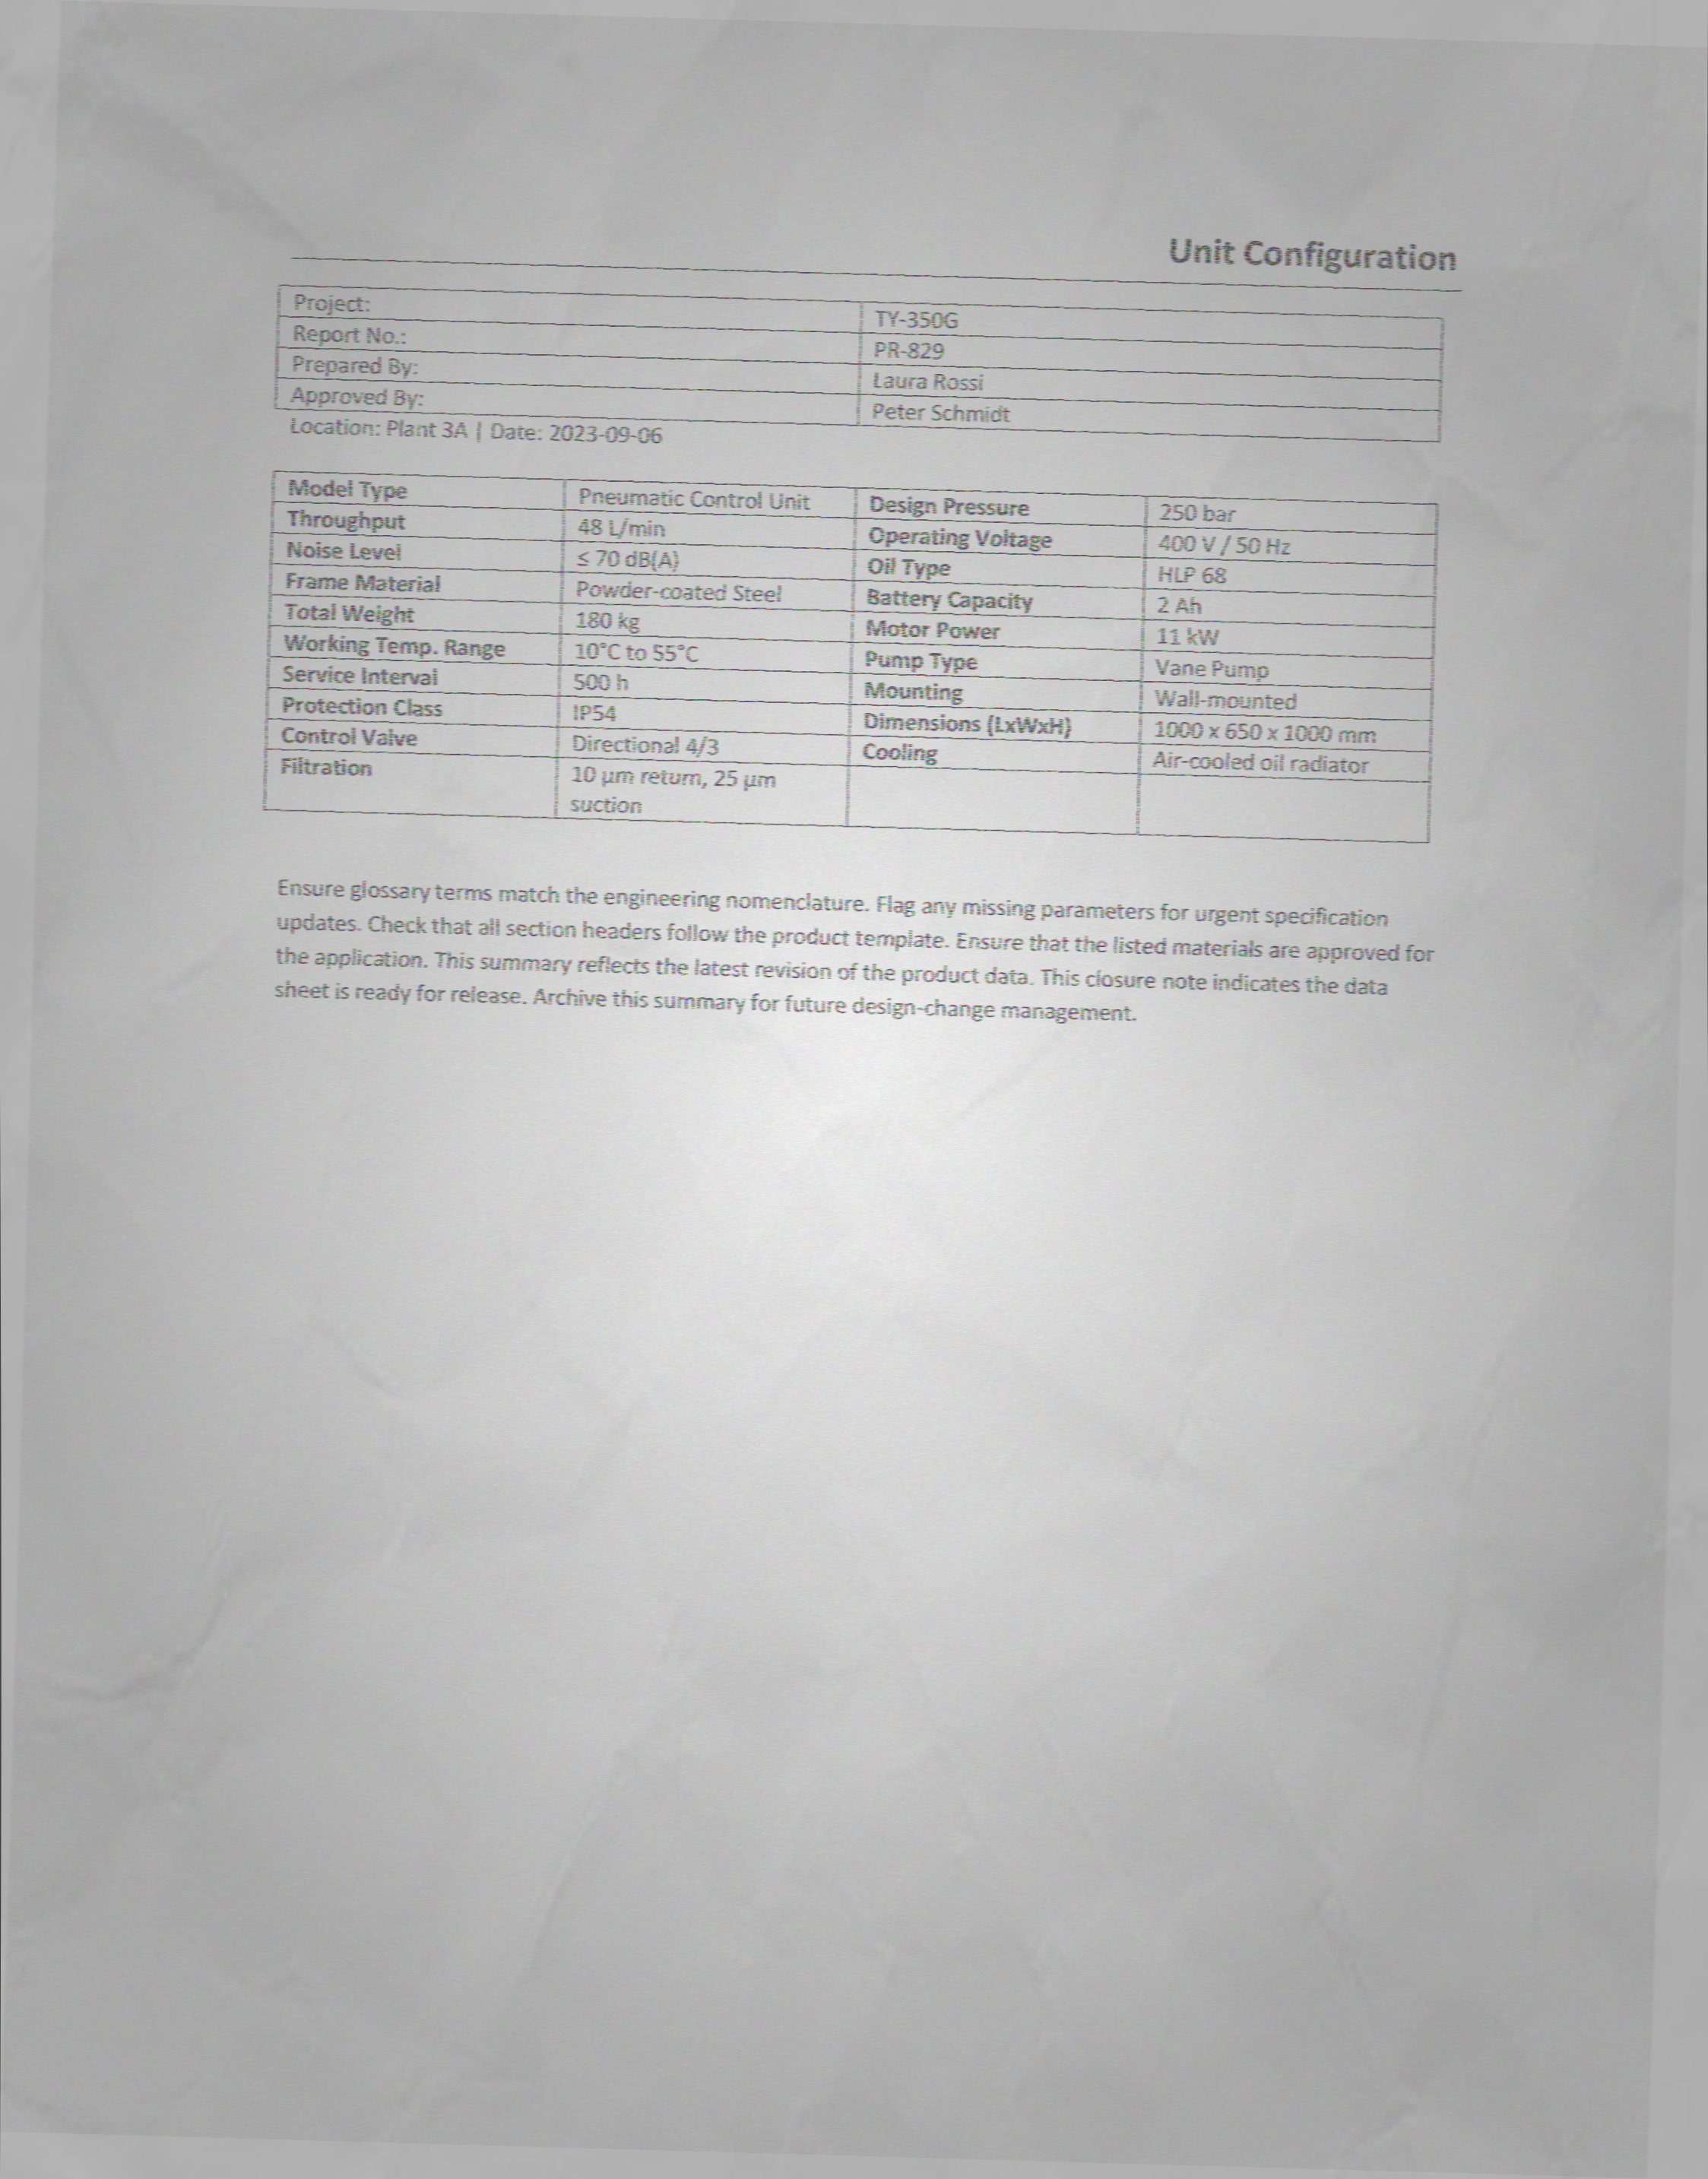 Unit Configuration
Project: TY-350G
Report No.: PR-829
Prepared By: Laura Rossi
Approved By: Peter Schmidt
Location: Plant 3A | Date: 2023-09-06
Model Type Pneumatic Control Unit Design Pressure 250 bar
Throughput 48 L/min Operating Voltage 400 V / 50 Hz
Noise Level ≤ 70 dB(A) Oil Type HLP 68
Frame Material Powder-coated Steel Battery Capacity 2 Ah
Total Weight 180 kg Motor Power 11 kW
Working Temp. Range 10°C to 55°C Pump Type Vane Pump
Service Interval 500 h Mounting Wall-mounted
Protection Class IP54 Dimensions (LxWxH) 1000 x 650 x 1000 mm
Control Valve Directional 4/3 Cooling Air-cooled oil radiator
Filtration 10 µm return, 25 µm
suction
Ensure glossary terms match the engineering nomenclature. Flag any missing parameters for urgent specification
updates. Check that all section headers follow the product template. Ensure that the listed materials are approved for
the application. This summary reflects the latest revision of the product data. This closure note indicates the data
sheet is ready for release. Archive this summary for future design-change management.